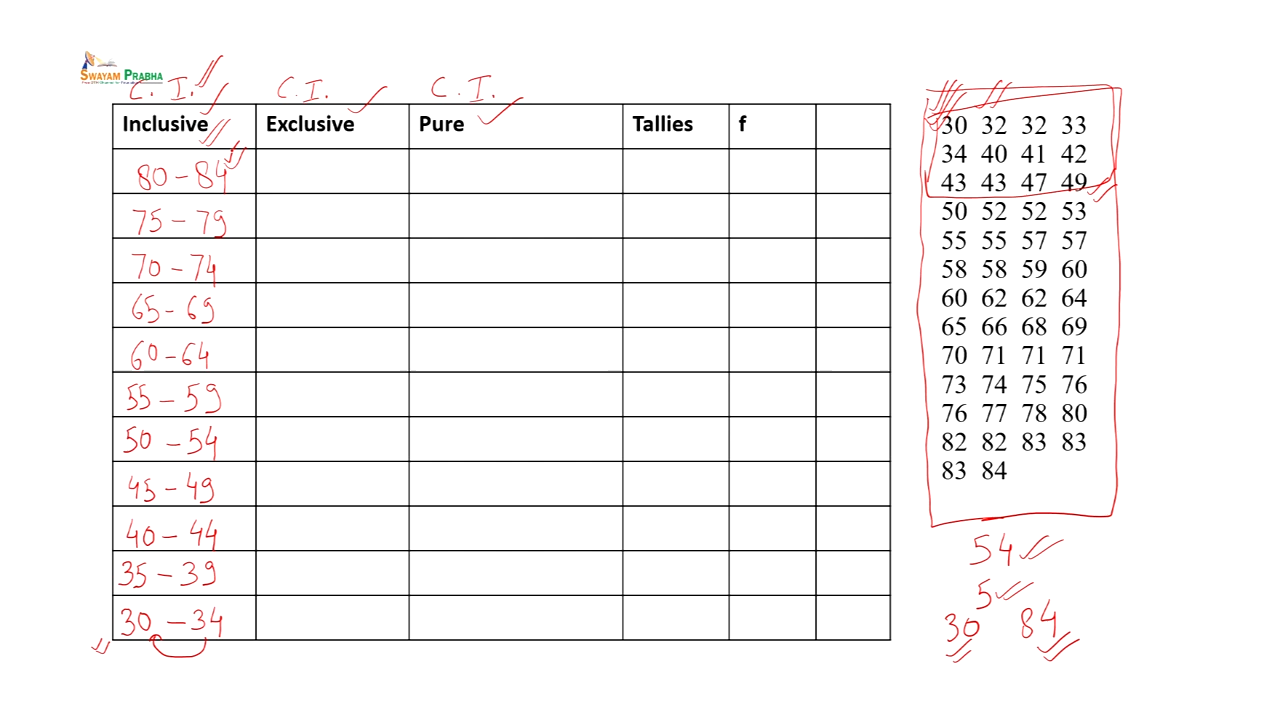 SWAYAM PRABHA
C. I. C. I. C. I.
Inclusive Exclusive Pure Tallies f
80 - 84
75 - 79
70 - 74
65 - 69
60 - 64
55 - 59
50 - 54
45 - 49
40 - 44
35 - 39
30 - 34
30 32 32 33
34 40 41 42
43 43 47 49
50 52 52 53
55 55 57 57
58 58 59 60
60 62 62 64
65 66 68 69
70 71 71 71
73 74 75 76
76 77 78 80
82 82 83 83
83 84
54
5
30 84